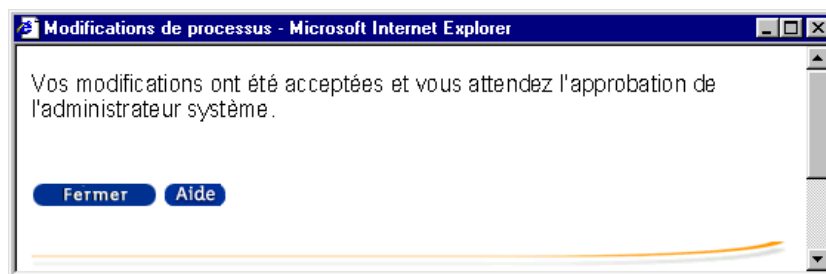 Modifications de processus - Microsoft Internet Explorer
Vos modifications ont été acceptées et vous attendez l'approbation de
l'administrateur système.
Fermer Aide